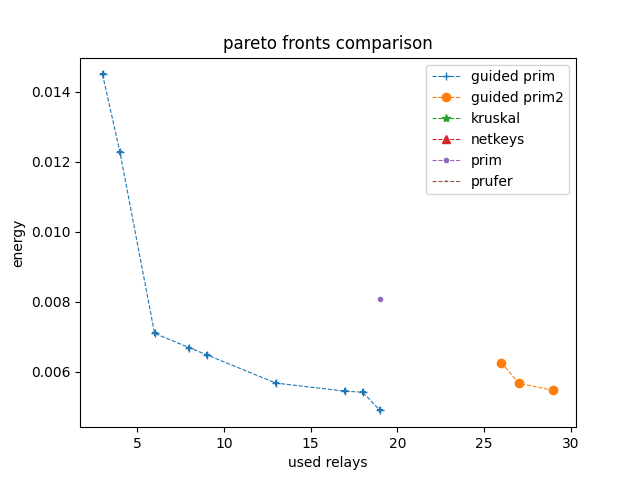 pareto fronts comparison
guided prim
guided prim2
kruskal
netkeys
prim
prufer
energy
0.014
0.012
0.010
0.008
0.006
5 10 15 20 25 30
used relays